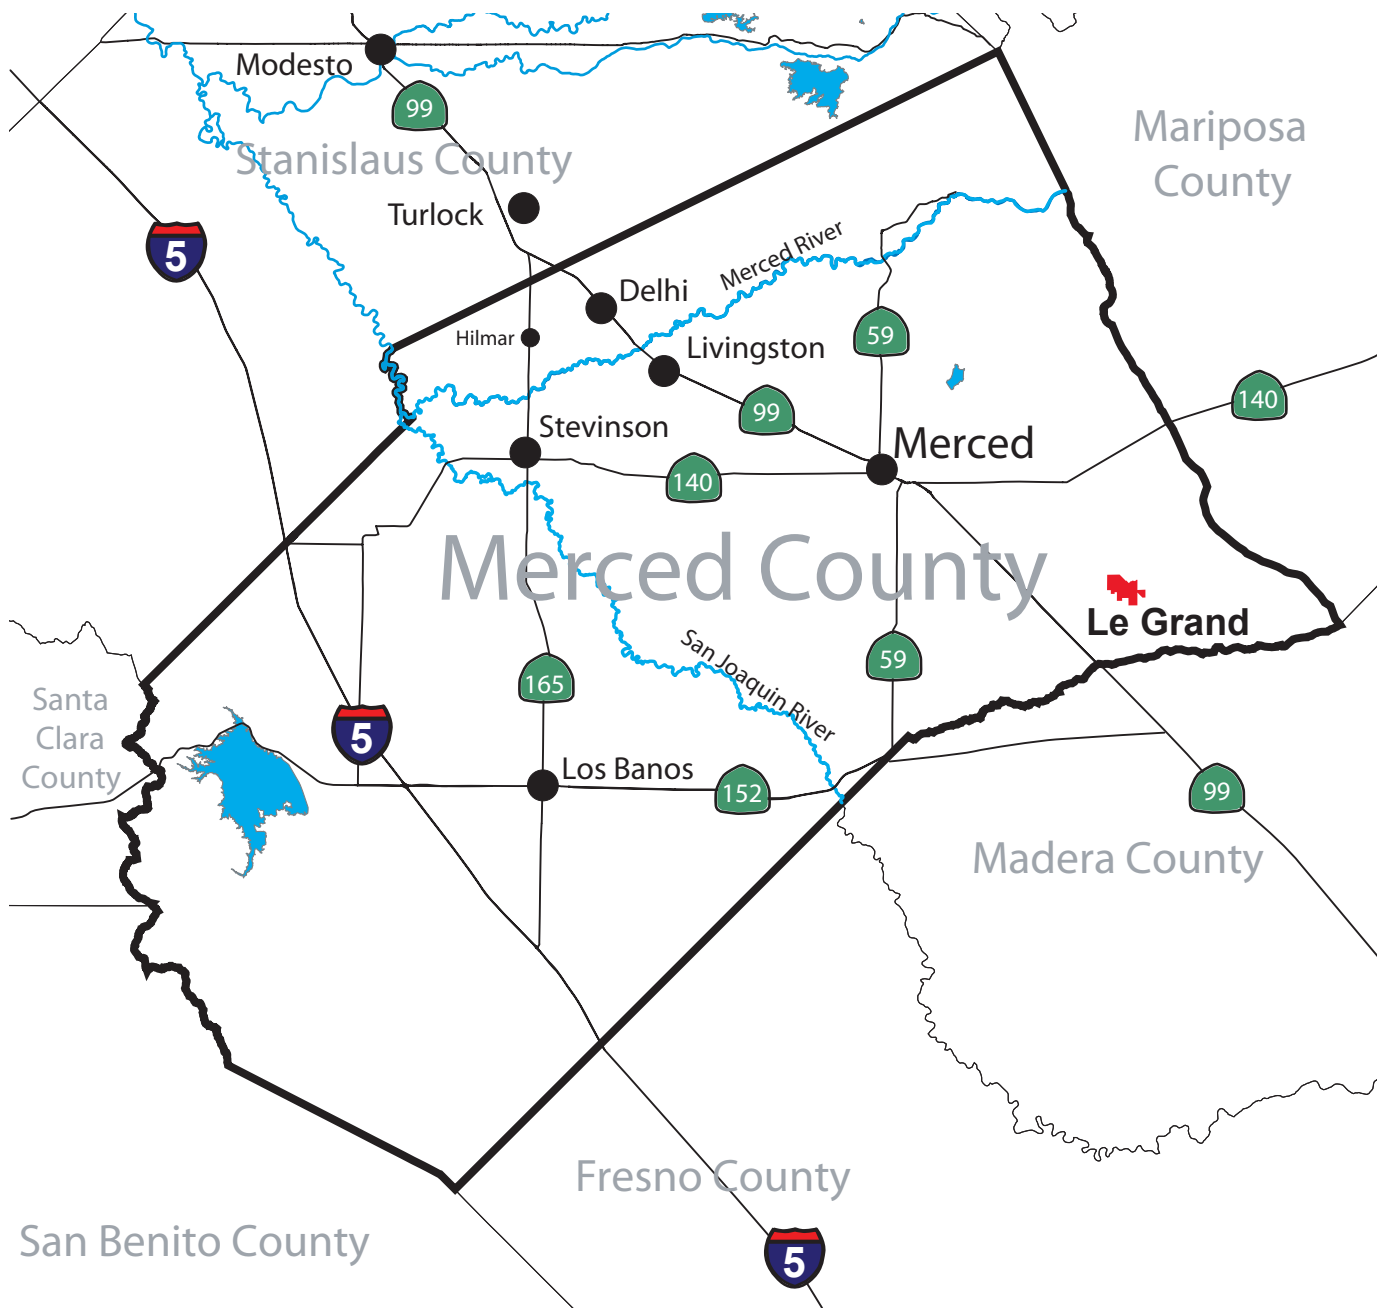 Modesto
99
Mariposa
County
Stanislaus County
Turlock
5
Merced River
Delhi
Hilmar
Livingston
59
99
140
Stevinson
Merced
140
Merced County
Le Grand
San Joaquin River
59
165
Santa
Clara
County
5
Los Banos
152
99
Madera County
Fresno County
San Benito County
5